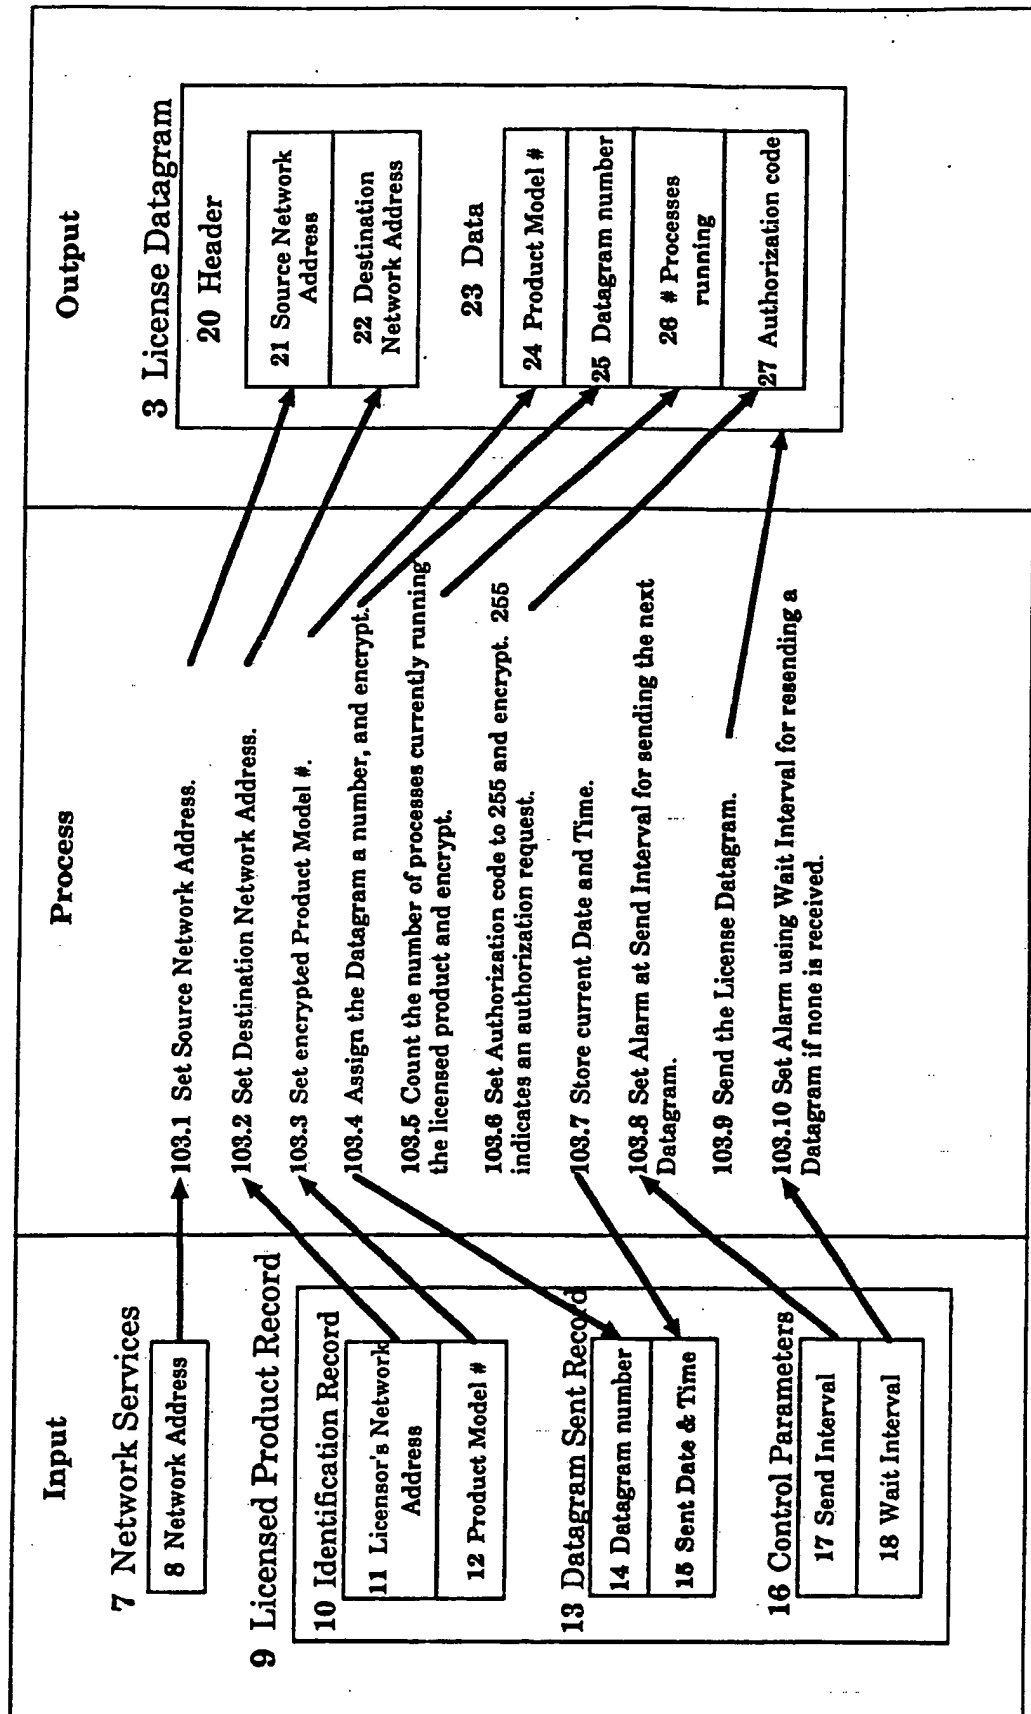 Input
7 Network Services
8 Network Address
9 Licensed Product Record
10 Identification Record
11 Licensor's Network
Address
12 Product Model #
13 Datagram Sent Record
14 Datagram number
15 Sent Date & Time
16 Control Parameters
17 Send Interval
18 Wait Interval
Process
103.1 Set Source Network Address.
103.2 Set Destination Network Address.
103.3 Set encrypted Product Model #.
103.4 Assign the Datagram a number, and encrypt.
103.5 Count the number of processes currently running
the licensed product and encrypt.
103.6 Set Authorization code to 255 and encrypt. 255
indicates an authorization request.
103.7 Store current Date and Time.
103.8 Set Alarm at Send Interval for sending the next
Datagram.
103.9 Send the License Datagram.
103.10 Set Alarm using Wait Interval for resending a
Datagram if none is received.
Output
3 License Datagram
20 Header
21 Source Network
Address
22 Destination
Network Address
23 Data
24 Product Model #
25 Datagram number
26 # Processes
running
27 Authorization code